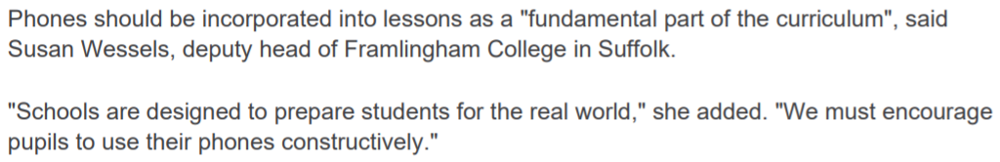 Phones should be incorporated into lessons as a "fundamental part of the curriculum", said
Susan Wessels, deputy head of Framlingham College in Suffolk.
"Schools are designed to prepare students for the real world," she added. "We must encourage
pupils to use their phones constructively."